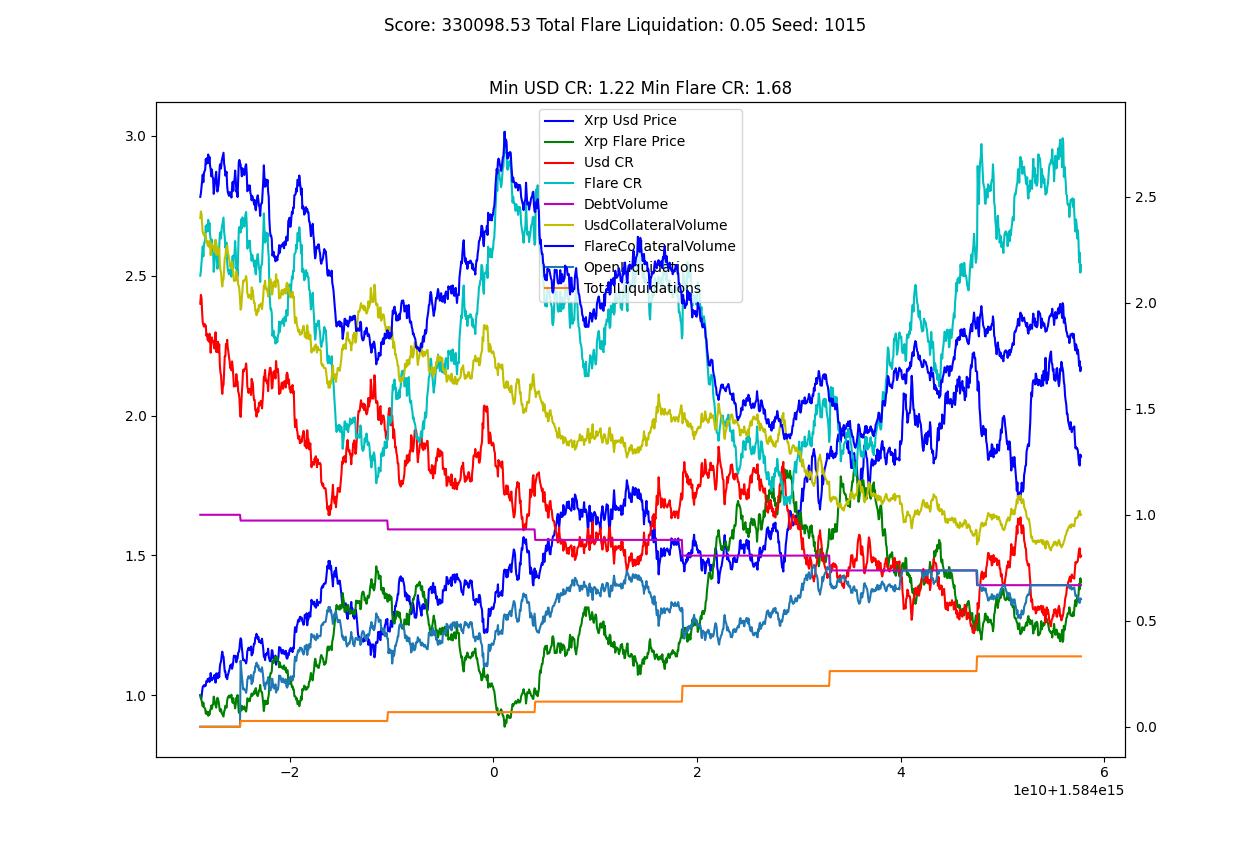 Score: 330098.53 Total Flare Liquidation: 0.05 Seed: 1015
Min USD CR: 1.22 Min Flare CR: 1.68
Xrp Usd Price
Xrp Flare Price
Usd CR
Flare CR
DebtVolume
UsdCollateralVolume
FlareCollateralVolume
OpenLiquidations
TotalLiquidations
3.0
2.5
2.0
1.5
1.0
2.5
2.0
1.5
1.0
0.5
0.0
−2
0
2
4
6
1e10+1.584e15